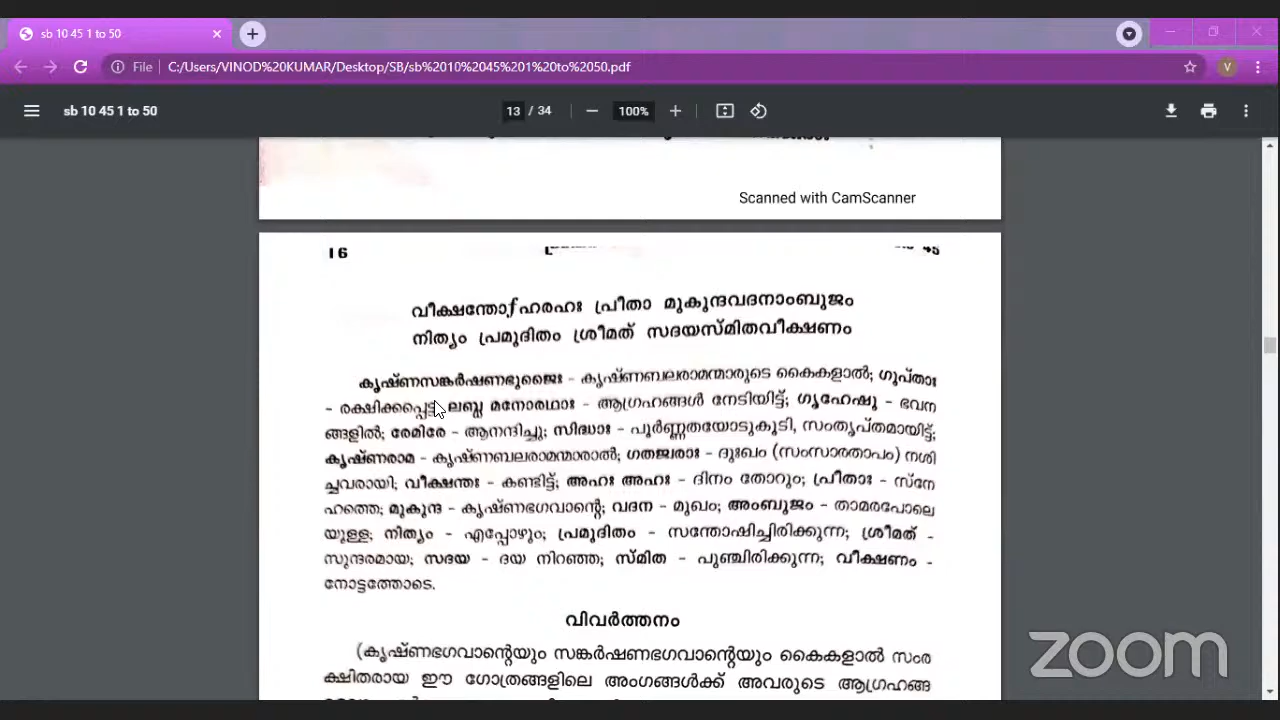 sb 10 45 1 to 50
File C:/Users/VINOD%20KUMAR/Desktop/SB/sb%2010%2045%201%20to%2050.pdf
V
sb 10 45 1 to 50
13 / 34
100%
Scanned with CamScanner
16
45
വീക്ഷന്തോƒഹരഹഃ പ്രീതാ മുകുന്ദവദനാംബുജം
നിത്യം പ്രമുദിതം ശ്രീമത് സദയസ്മിതവീക്ഷണം
കൃഷ്ണസങ്കർഷണഭുജൈഃ - കൃഷ്ണബലരാമന്മാരുടെ കൈകളാൽ; ഗുപ്താഃ
- രക്ഷിക്കപ്പെട്ട; ലബ്ധ മനോരഥാഃ - ആഗ്രഹങ്ങൾ നേടിയിട്ട്; ഗൃഹേഷു - ഭവന
ങ്ങളിൽ; രേമിരേ - ആനന്ദിച്ചു; സിദ്ധാഃ - പൂർണ്ണതയോടുകൂടി, സംതൃപ്തമായിട്ട്;
കൃഷ്ണരാമ - കൃഷ്ണബലരാമന്മാരാൽ; ഗതജ്വരാഃ - ദുഃഖം (സംസാരതാപം) നശി
ച്ചവരായി; വീക്ഷന്തഃ - കണ്ടിട്ട്; അഹഃ അഹഃ - ദിനം തോറും; പ്രീതാഃ - സ്നേ
ഹത്തെ; മുകുന്ദ - കൃഷ്ണഭഗവാന്റെ; വദന - മുഖം; അംബുജം - താമരപോലെ
യുള്ള; നിത്യം - എപ്പോഴും; പ്രമുദിതം - സന്തോഷിച്ചിരിക്കുന്ന; ശ്രീമത് -
സുന്ദരമായ; സദയ - ദയ നിറഞ്ഞ; സ്മിത - പുഞ്ചിരിക്കുന്ന; വീക്ഷണം -
നോട്ടത്തോടെ.
വിവർത്തനം
(കൃഷ്ണഭഗവാന്റെയും സങ്കർഷണഭഗവാന്റെയും കൈകളാൽ സംര
ക്ഷിതരായ ഈ ഗോത്രങ്ങളിലെ അംഗങ്ങൾക്ക് അവരുടെ ആഗ്രഹങ്ങ
zoom